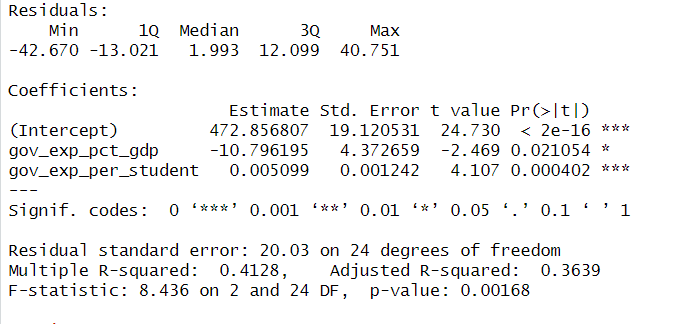 Residuals:
    Min      1Q  Median      3Q     Max
-42.670 -13.021   1.993  12.099  40.751
Coefficients:
                      Estimate Std. Error t value Pr(>|t|)
(Intercept)         472.856807  19.120531  24.730  < 2e-16 ***
gov_exp_pct_gdp     -10.796195   4.372659  -2.469 0.021054 *
gov_exp_per_student   0.005099   0.001242   4.107 0.000402 ***
---
Signif. codes:  0 ‘***’ 0.001 ‘**’ 0.01 ‘*’ 0.05 ‘.’ 0.1 ‘ ’ 1
Residual standard error: 20.03 on 24 degrees of freedom
Multiple R-squared:  0.4128,    Adjusted R-squared:  0.3639
F-statistic: 8.436 on 2 and 24 DF,  p-value: 0.00168